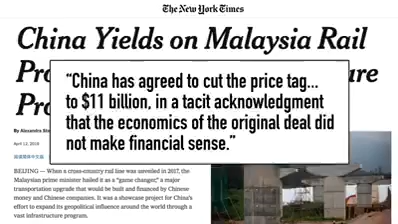 The New York Times
China Yields on Malaysia Rail
Pro
ure
Pro
“China has agreed to cut the price tag...
to $11 billion, in a tacit acknowledgment
that the economics of the original deal did
not make financial sense.”
By Alexandra Ste
April 12, 2019
BEIJING — When a cross-country rail line was unveiled in 2017, the
Malaysian prime minister hailed it as a “game changer,” a major
transportation upgrade that would be built and financed by Chinese
money and Chinese companies. It was a showcase project for China's
effort to expand its geopolitical influence around the world through a
vast infrastructure program.